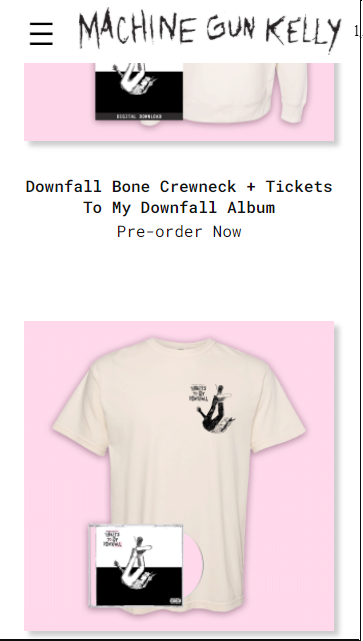 MACHINE GUN KELLY
DIGITAL DOWNLOAD
Downfall Bone Crewneck + Tickets
To My Downfall Album
Pre-order Now
TICKETS
TO MY
DOWNFALL
TICKETS
TO MY
DOWNFALL